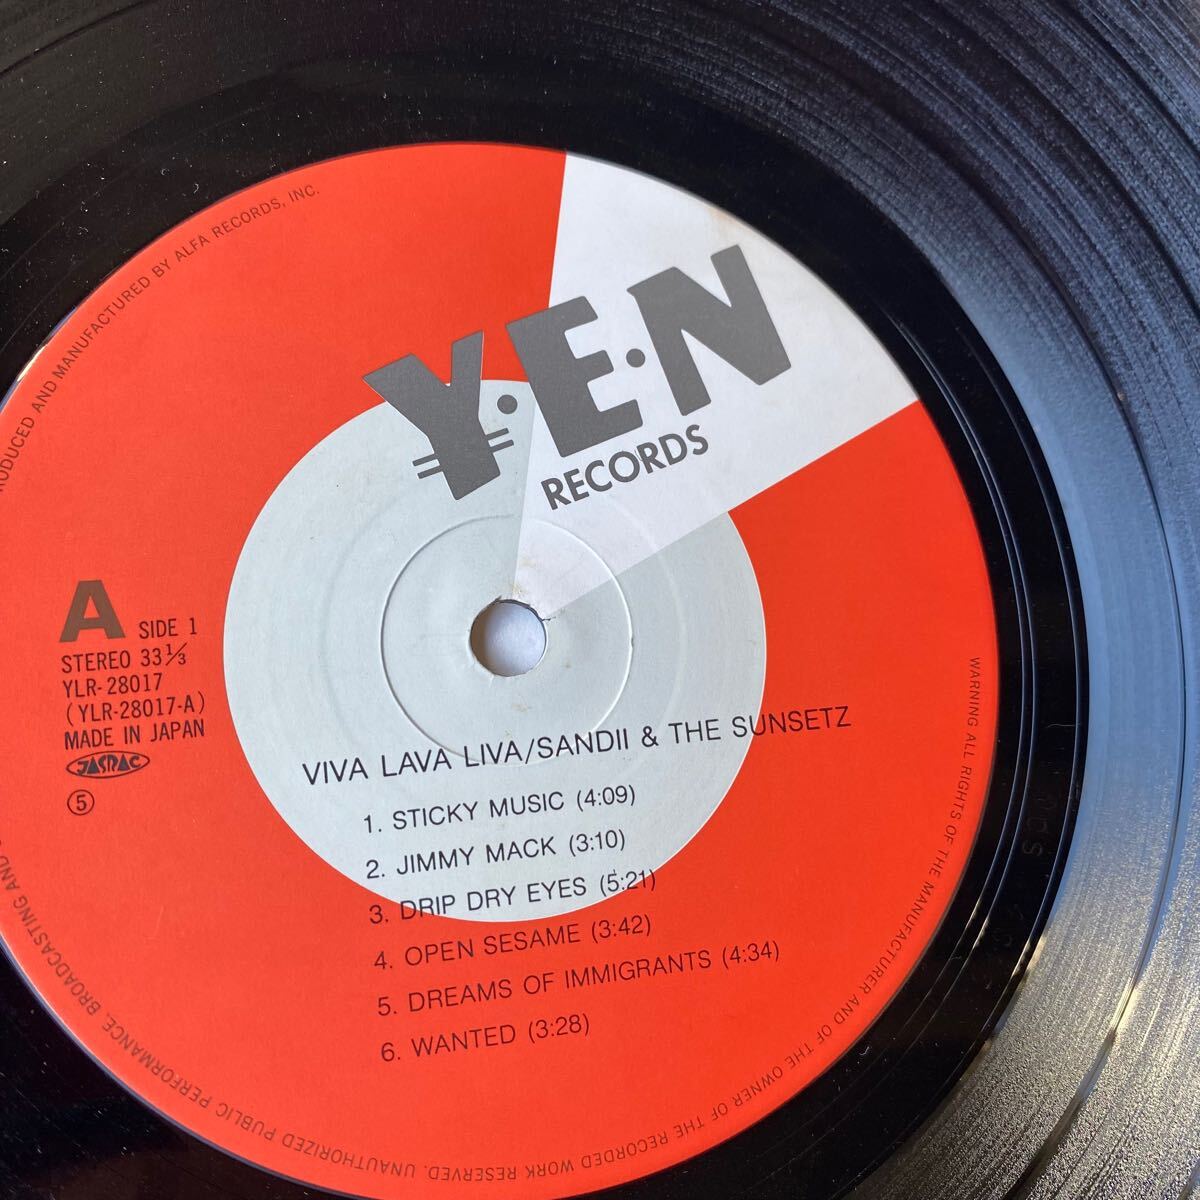 Y.E.N
RECORDS
A SIDE 1
STEREO 33 1/3
YLR-28017
(YLR-28017-A)
MADE IN JAPAN
JASRAC
⑤
VIVA LAVA LIVA/SANDII & THE SUNSETZ
1. STICKY MUSIC (4:09)
2. JIMMY MACK (3:10)
3. DRIP DRY EYES (5:21)
4. OPEN SESAME (3:42)
5. DREAMS OF IMMIGRANTS (4:34)
6. WANTED (3:28)
AND MANUFACTURED BY ALFA RECORDS, INC.
WARNING ALL RIGHTS OF THE MANUFACTURER AND OF THE OWNER OF THE RECORDED WORK RESERVED. UNAUTHORIZED PUBLIC PERFORMANCE, BROADCASTING AND